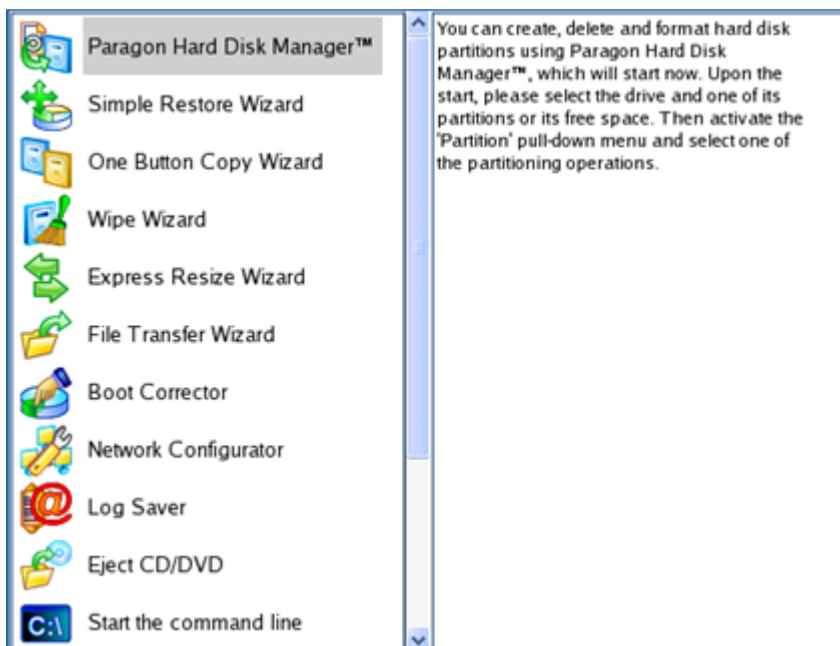 Paragon Hard Disk Manager™
Simple Restore Wizard
One Button Copy Wizard
Wipe Wizard
Express Resize Wizard
File Transfer Wizard
Boot Corrector
Network Configurator
Log Saver
Eject CD/DVD
C:\
Start the command line
You can create, delete and format hard disk
partitions using Paragon Hard Disk
Manager™, which will start now. Upon the
start, please select the drive and one of its
partitions or its free space. Then activate the
'Partition' pull-down menu and select one of
the partitioning operations.